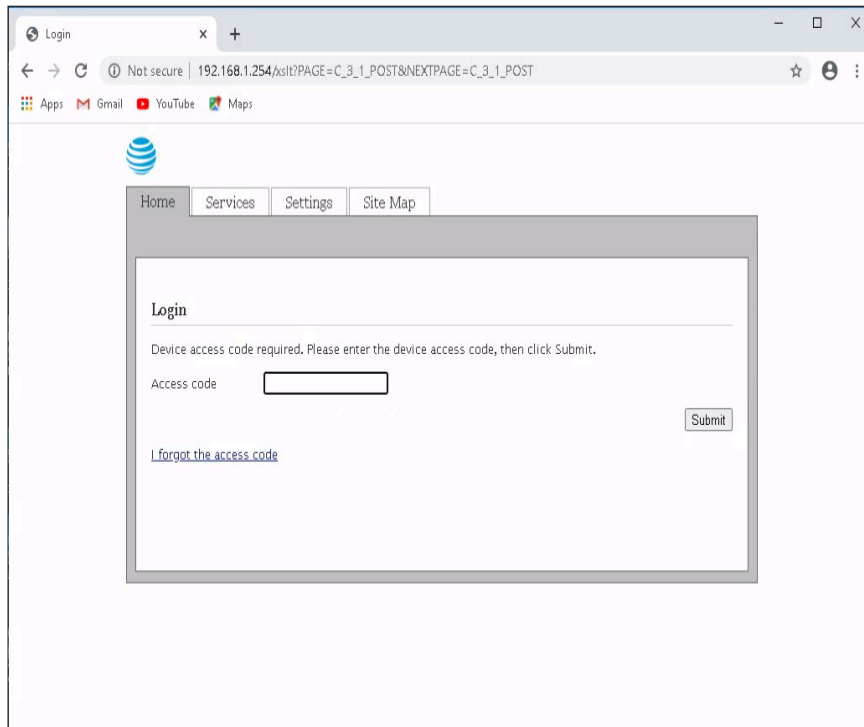 Login
Not secure | 192.168.1.254/xslt?PAGE=C_3_1_POST&NEXTPAGE=C_3_1_POST
Apps Gmail YouTube Maps
Home Services Settings Site Map
Login
Device access code required. Please enter the device access code, then click Submit.
Access code
Submit
I forgot the access code